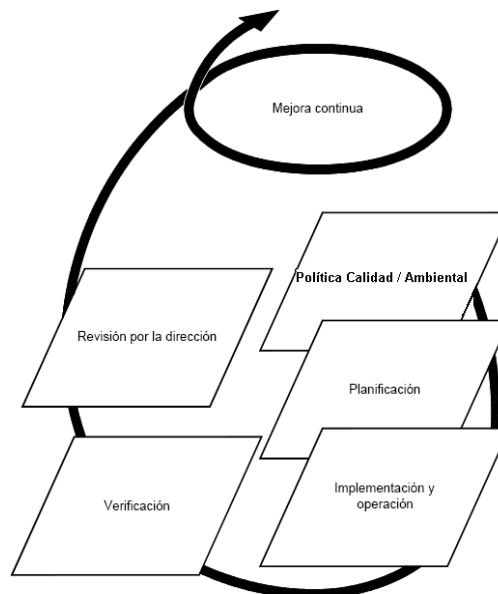 Mejora continua
Política Calidad / Ambiental
Revisión por la dirección
Planificación
Implementación y
operación
Verificación